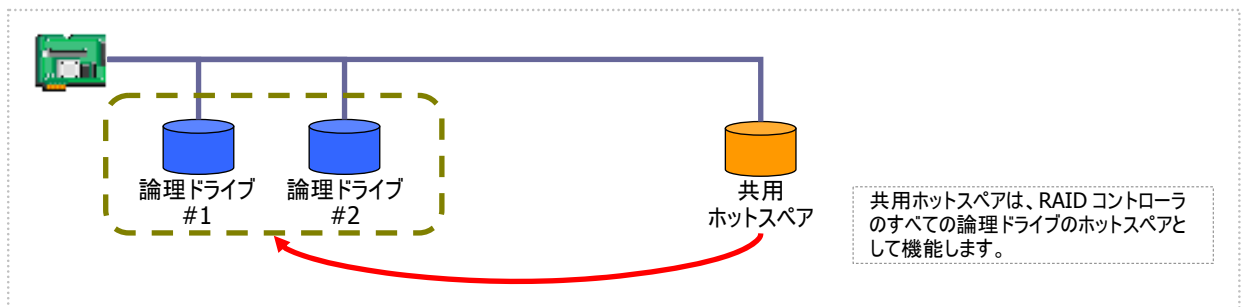 論理ドライブ
#1
論理ドライブ
#2
共用
ホットスペア
共用ホットスペアは、RAID コントローラ
のすべての論理ドライブのホットスペアと
して機能します。